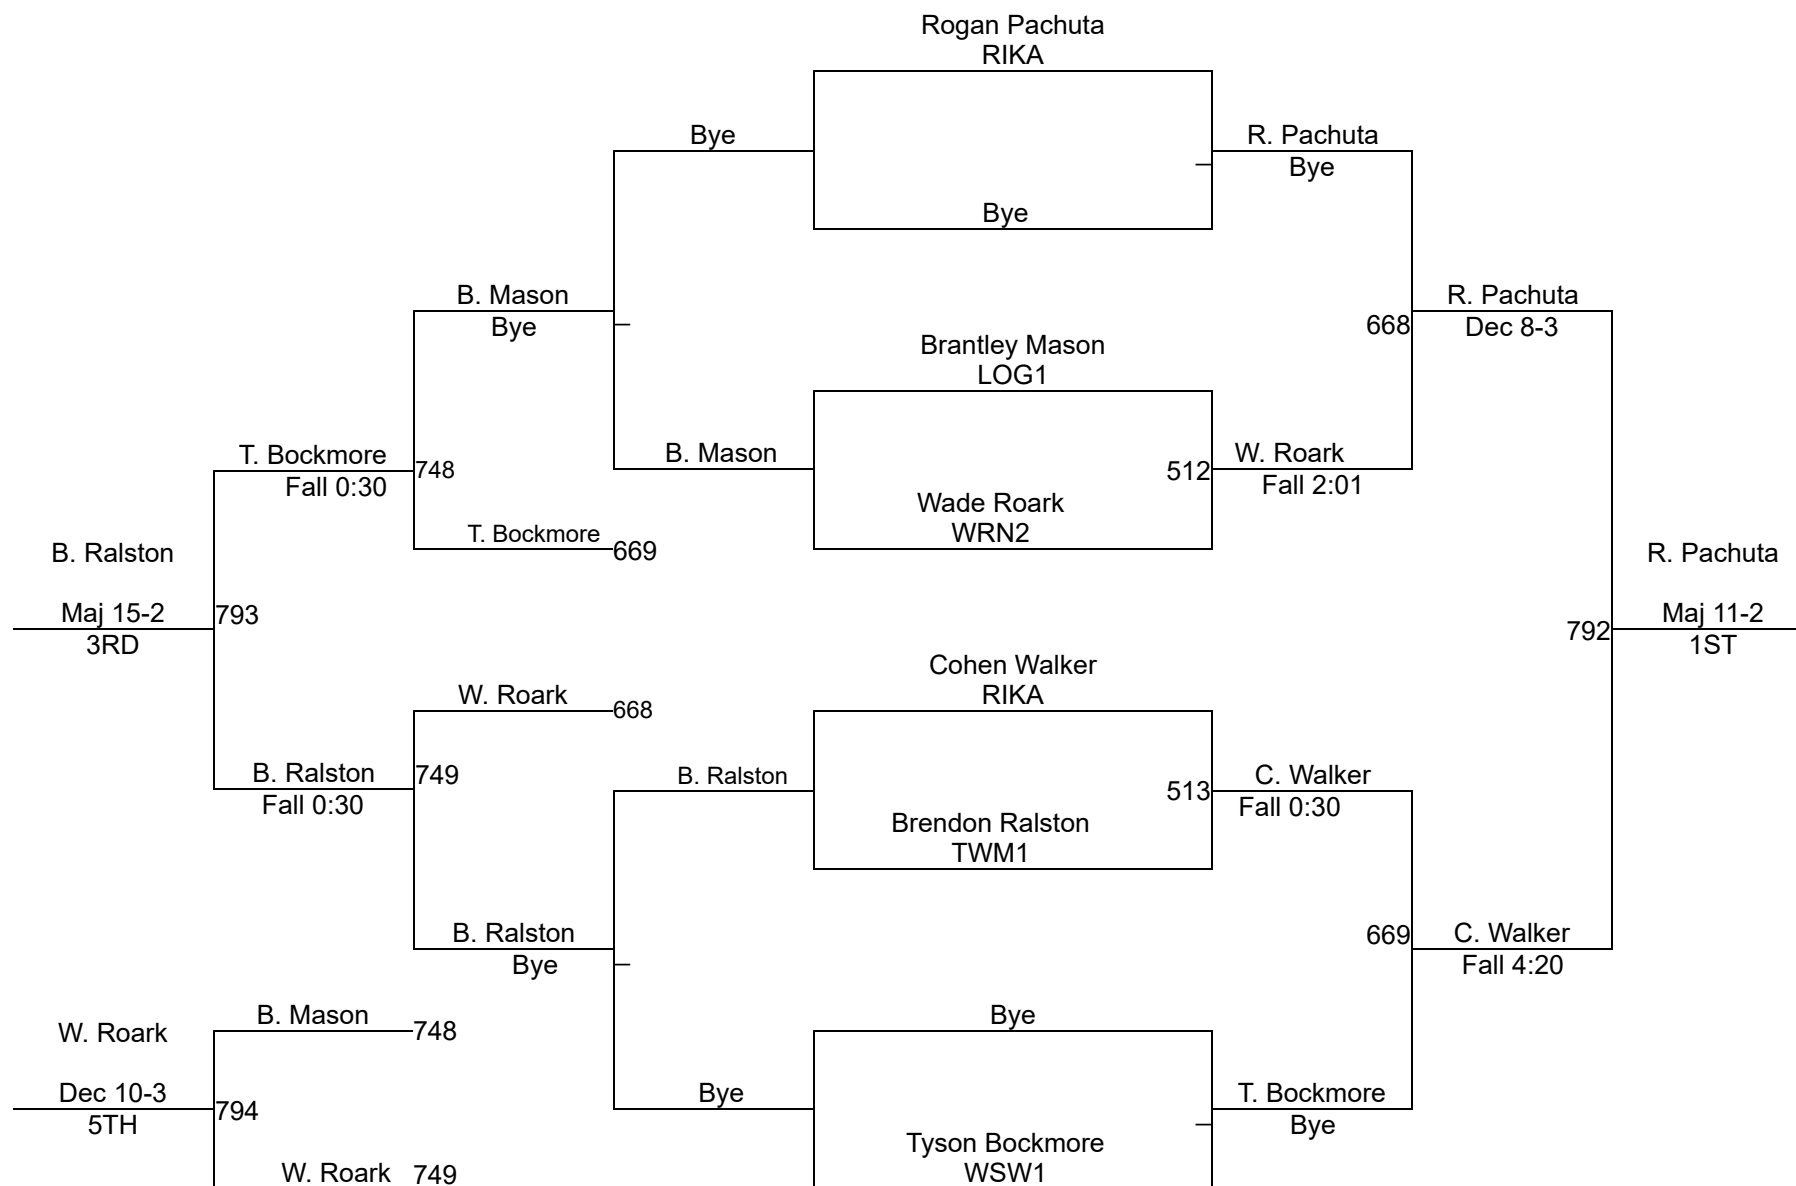 Rogan Pachuta
RIKA
Bye
R. Pachuta
Bye
Bye
B. Mason
Bye
R. Pachuta
668
Dec 8-3
Brantley Mason
LOG1
T. Bockmore
748
Fall 0:30
B. Mason
512
W. Roark
Fall 2:01
Wade Roark
WRN2
T. Bockmore
669
B. Ralston
R. Pachuta
Maj 15-2
793
3RD
792
Maj 11-2
1ST
Cohen Walker
RIKA
W. Roark
668
B. Ralston
749
Fall 0:30
B. Ralston
513
C. Walker
Fall 0:30
Brendon Ralston
TWM1
B. Ralston
Bye
669
C. Walker
Fall 4:20
W. Roark
B. Mason
748
Bye
Dec 10-3
794
5TH
Bye
T. Bockmore
Bye
Tyson Bockmore
WSW1
W. Roark
749